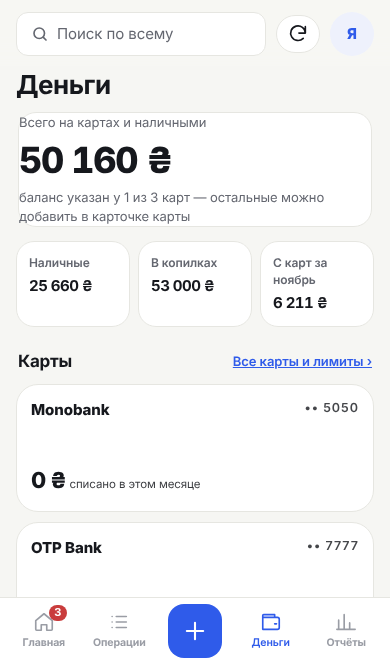 Поиск по всему
Я
Деньги
Всего на картах и наличными
50 160 ₴
баланс указан у 1 из 3 карт — остальные можно
добавить в карточке карты
Наличные
25 660 ₴
В копилках
53 000 ₴
С карт за
ноябрь
6 211 ₴
Карты
Все карты и лимиты ›
Monobank
•• 5050
0 ₴ списано в этом месяце
OTP Bank
•• 7777
3
Главная
Операции
Деньги
Отчёты